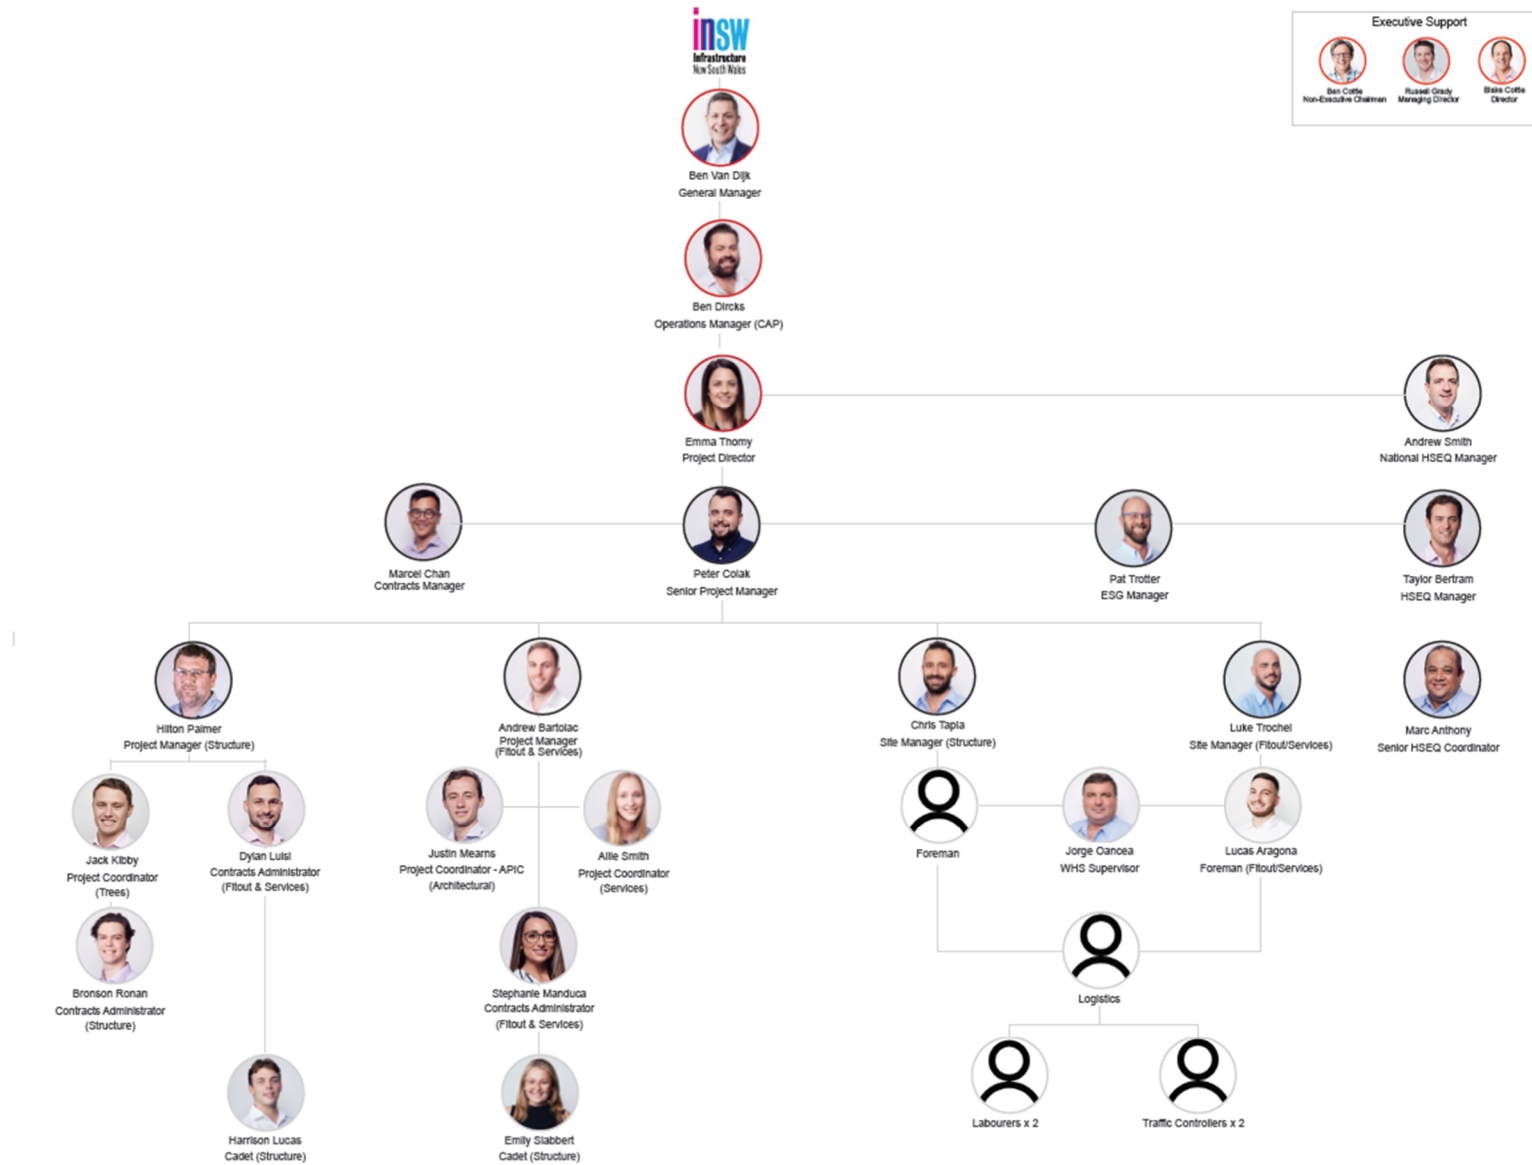 insw
Infrastructure
New South Wales
Executive Support
Ben Cottle
Non-Executive Chairman
Russell Grady
Managing Director
Blake Cottle
Director
Ben Van Dijk
General Manager
Ben Dircks
Operations Manager (CAP)
Emma Thomy
Project Director
Andrew Smith
National HSEQ Manager
Marcel Chan
Contracts Manager
Peter Colak
Senior Project Manager
Pat Trotter
ESG Manager
Taylor Bertram
HSEQ Manager
Hilton Palmer
Project Manager (Structure)
Andrew Bartolac
Project Manager
(Fitout & Services)
Chris Tapia
Site Manager (Structure)
Luke Trochei
Site Manager (Fitout/Services)
Marc Anthony
Senior HSEQ Coordinator
Jack Kibby
Project Coordinator
(Trees)
Dylan Luisi
Contracts Administrator
(Fitout & Services)
Justin Mearns
Project Coordinator - APIC
(Architectural)
Allie Smith
Project Coordinator
(Services)
Foreman
Jorge Oancea
WHS Supervisor
Lucas Aragona
Foreman (Fitout/Services)
Bronson Ronan
Contracts Administrator
(Structure)
Stephanie Manduca
Contracts Administrator
(Fitout & Services)
Logistics
Harrison Lucas
Cadet (Structure)
Emily Slabbert
Cadet (Structure)
Labourers x 2
Traffic Controllers x 2